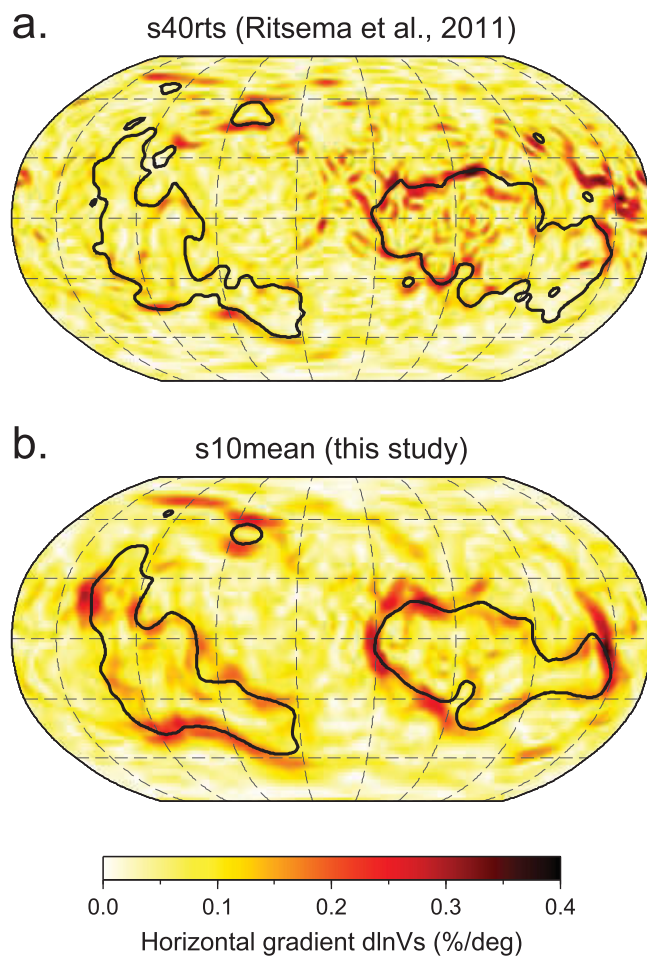 a.
s40rts (Ritsema et al., 2011)
b.
s10mean (this study)
0.0 0.1 0.2 0.3 0.4
Horizontal gradient dlnVs (%/deg)